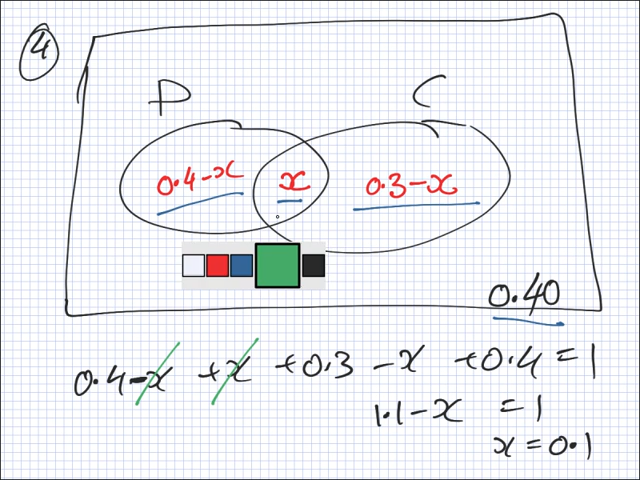 4
D C
0.4-x x 0.3-x
0.40
0.4-x +x +0.3 -x +0.4 = 1
1.1-x = 1
x = 0.1